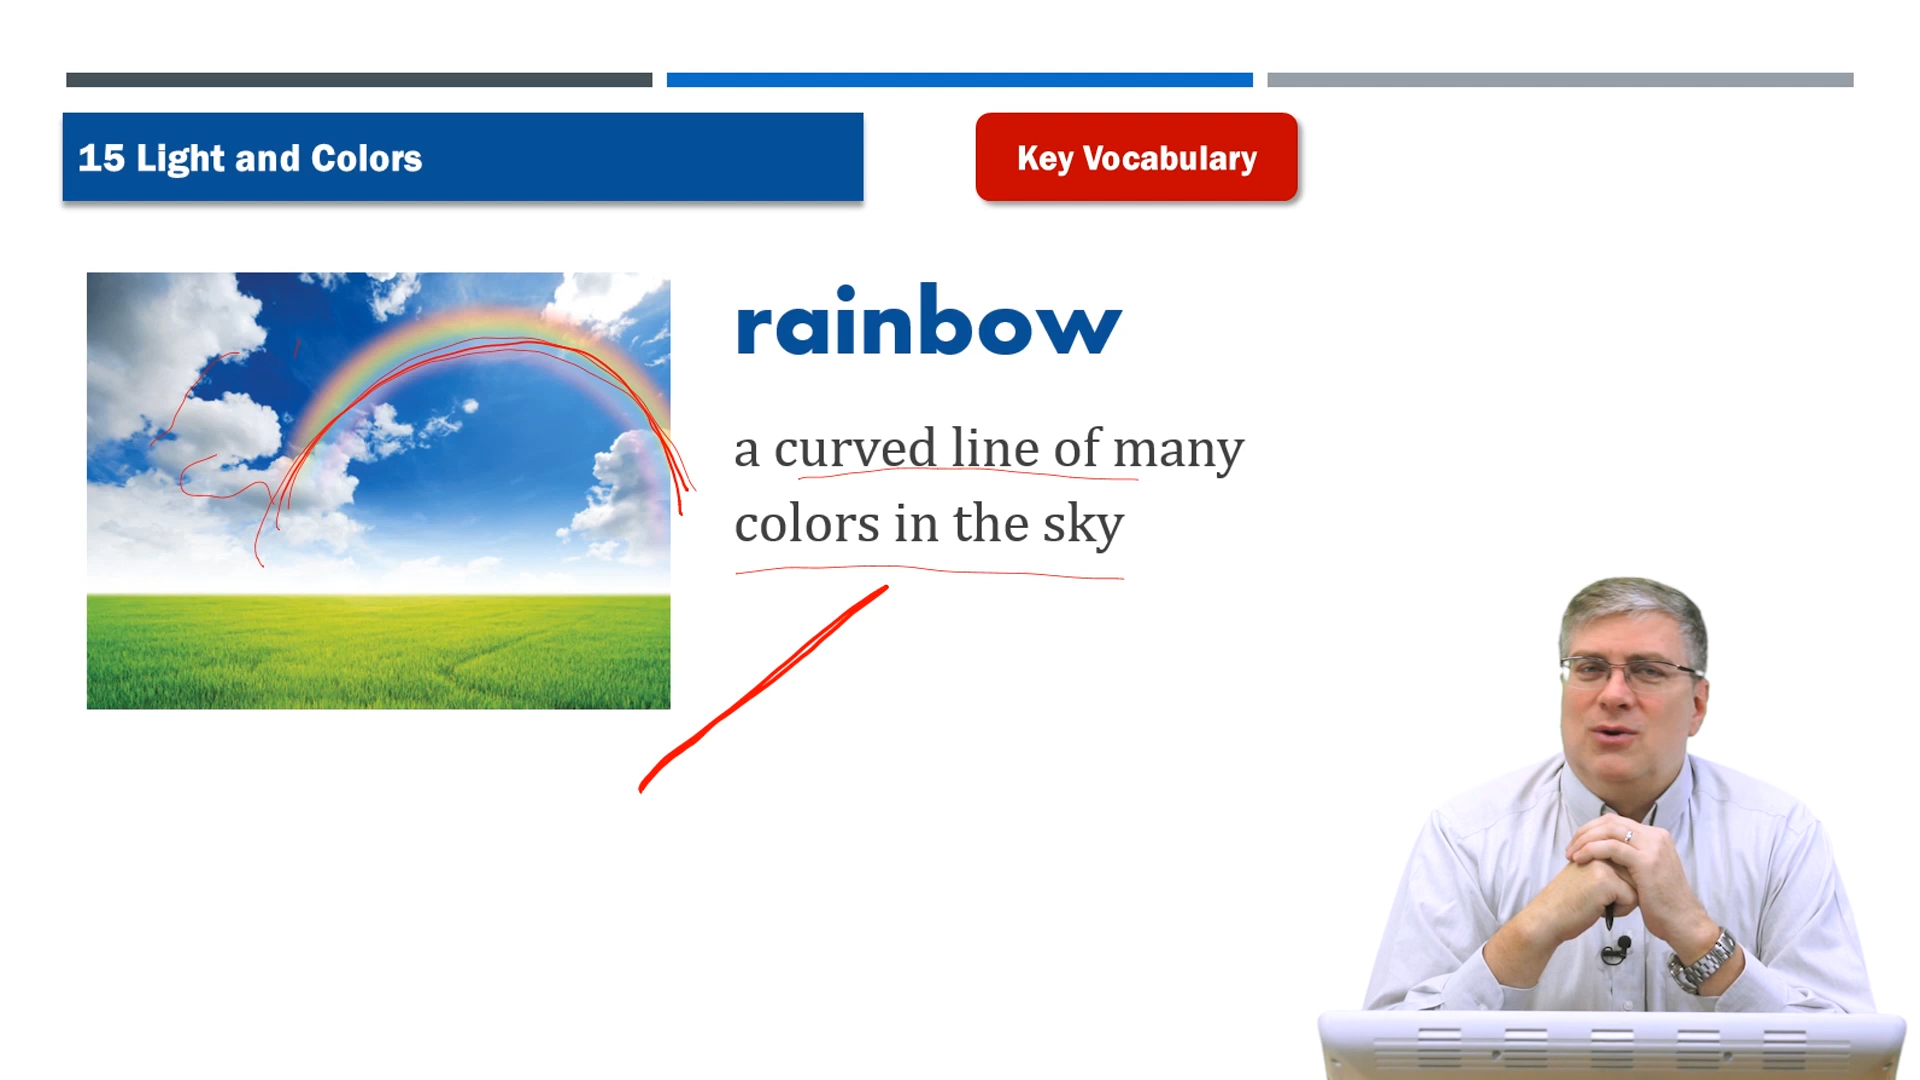 15 Light and Colors
Key Vocabulary
rainbow
a curved line of many
colors in the sky